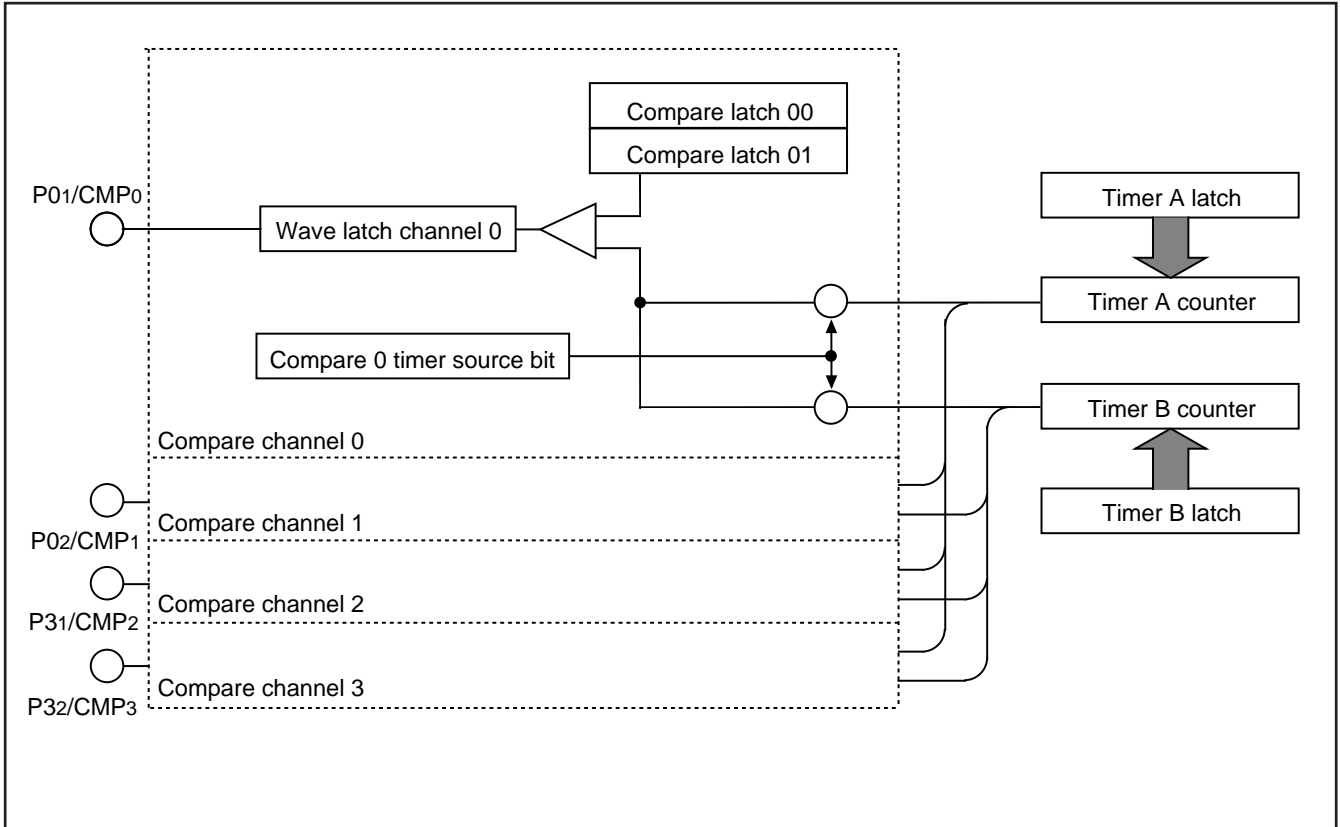 Compare latch 00
Compare latch 01
P01/CMP0
Wave latch channel 0
Timer A latch
Timer A counter
Compare 0 timer source bit
Timer B counter
Compare channel 0
Timer B latch
Compare channel 1
P02/CMP1
Compare channel 2
P31/CMP2
Compare channel 3
P32/CMP3